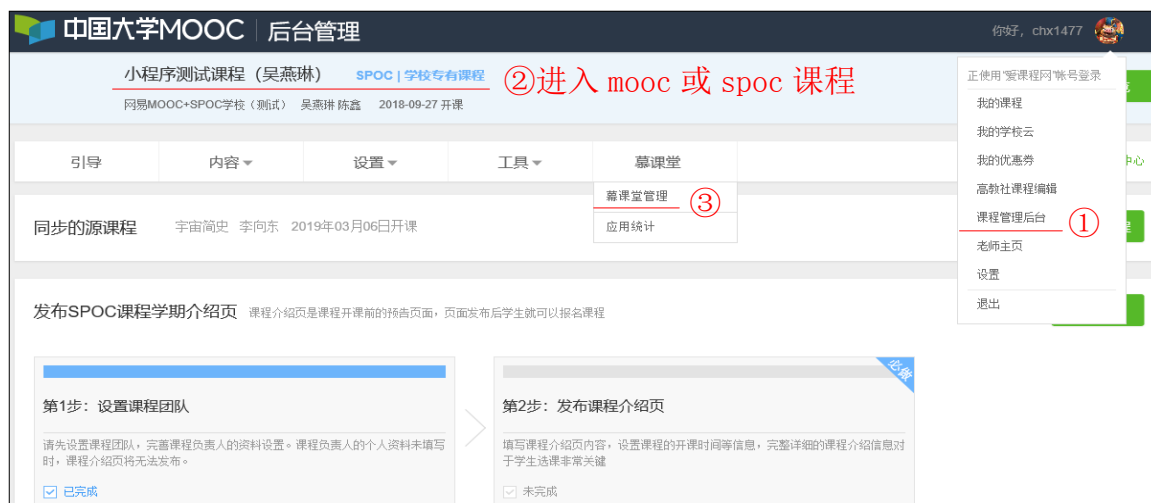 中国大学MOOC 后台管理
你好，chx1477
小程序测试课程（吴燕琳） SPOC | 学校专有课程
②进入 mooc 或 spoc 课程
网易MOOC+SPOC学校（测试） 吴燕琳 陈鑫 2018-09-27 开课
正使用"爱课程网"帐号登录
我的课程
我的学校云
我的优惠券
高教社课程编辑
课程管理后台 ①
老师主页
设置
退出
引导 内容 设置 工具 慕课堂
中心
幕课堂管理 ③
应用统计
同步的源课程 宇宙简史 李向东 2019年03月06日开课
发布SPOC课程学期介绍页 课程介绍页是课程开课前的预告页面，页面发布后学生就可以报名课程
第1步：设置课程团队
请先设置课程团队，完善课程负责人的资料设置。课程负责人的个人资料未填写
时，课程介绍页将无法发布。
已完成
必做
第2步：发布课程介绍页
填写课程介绍页内容，设置课程的开课时间等信息，完整详细的课程介绍信息对
于学生选课非常关键
未完成